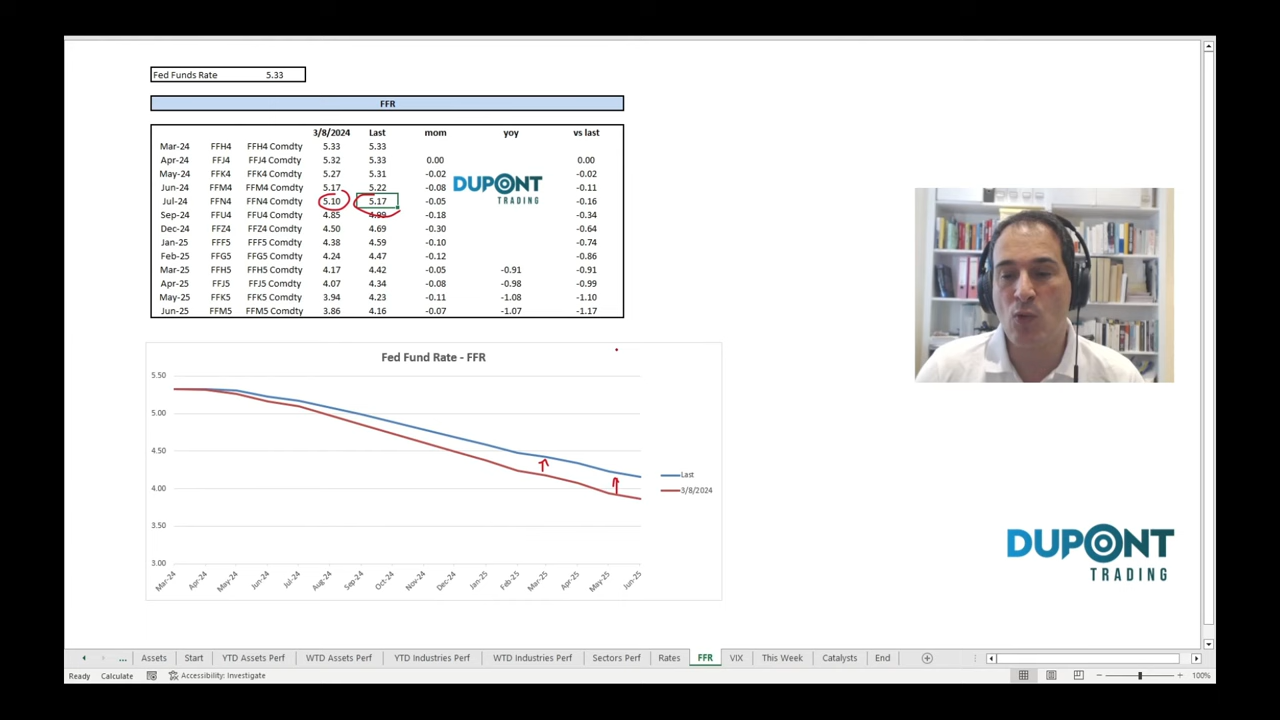 Fed Funds Rate 5.33
FFR
3/8/2024 Last mom yoy vs last
Mar-24 FFH4 FFH4 Comdty 5.33 5.33
Apr-24 FFJ4 FFJ4 Comdty 5.32 5.33 0.00 0.00
May-24 FFK4 FFK4 Comdty 5.27 5.31 -0.02 -0.02
Jun-24 FFM4 FFM4 Comdty 5.17 5.22 -0.08 -0.11
Jul-24 FFN4 FFN4 Comdty 5.10 5.17 -0.05 -0.16
Sep-24 FFU4 FFU4 Comdty 4.85 4.99 -0.18 -0.34
Dec-24 FFZ4 FFZ4 Comdty 4.50 4.69 -0.30 -0.64
Jan-25 FFF5 FFF5 Comdty 4.38 4.59 -0.10 -0.74
Feb-25 FFG5 FFG5 Comdty 4.24 4.47 -0.12 -0.86
Mar-25 FFH5 FFH5 Comdty 4.17 4.42 -0.05 -0.91 -0.91
Apr-25 FFJ5 FFJ5 Comdty 4.07 4.34 -0.08 -0.98 -0.99
May-25 FFK5 FFK5 Comdty 3.94 4.23 -0.11 -1.08 -1.10
Jun-25 FFM5 FFM5 Comdty 3.86 4.16 -0.07 -1.07 -1.17
DUPONT
TRADING
Fed Fund Rate - FFR
5.50
5.00
4.50
4.00
3.50
3.00
Mar-24 Apr-24 May-24 Jun-24 Jul-24 Aug-24 Sep-24 Oct-24 Nov-24 Dec-24 Jan-25 Feb-25 Mar-25 Apr-25 May-25 Jun-25
Last
3/8/2024
DUPONT
TRADING
... Assets Start YTD Assets Perf WTD Assets Perf YTD Industries Perf WTD Industries Perf Sectors Perf Rates FFR VIX This Week Catalysts End
Ready Calculate Accessibility: Investigate 100%